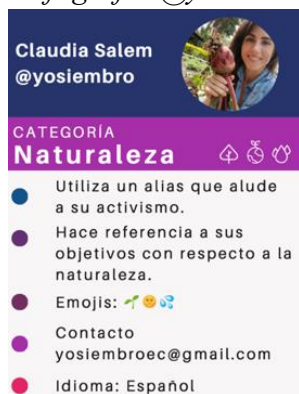 Claudia Salem
@yosiembro
CATEGORÍA
Naturaleza
Utiliza un alias que alude
a su activismo.
Hace referencia a sus
objetivos con respecto a la
naturaleza.
Emojis: 🌱🌞💦
Contacto
yosiembroec@gmail.com
Idioma: Español